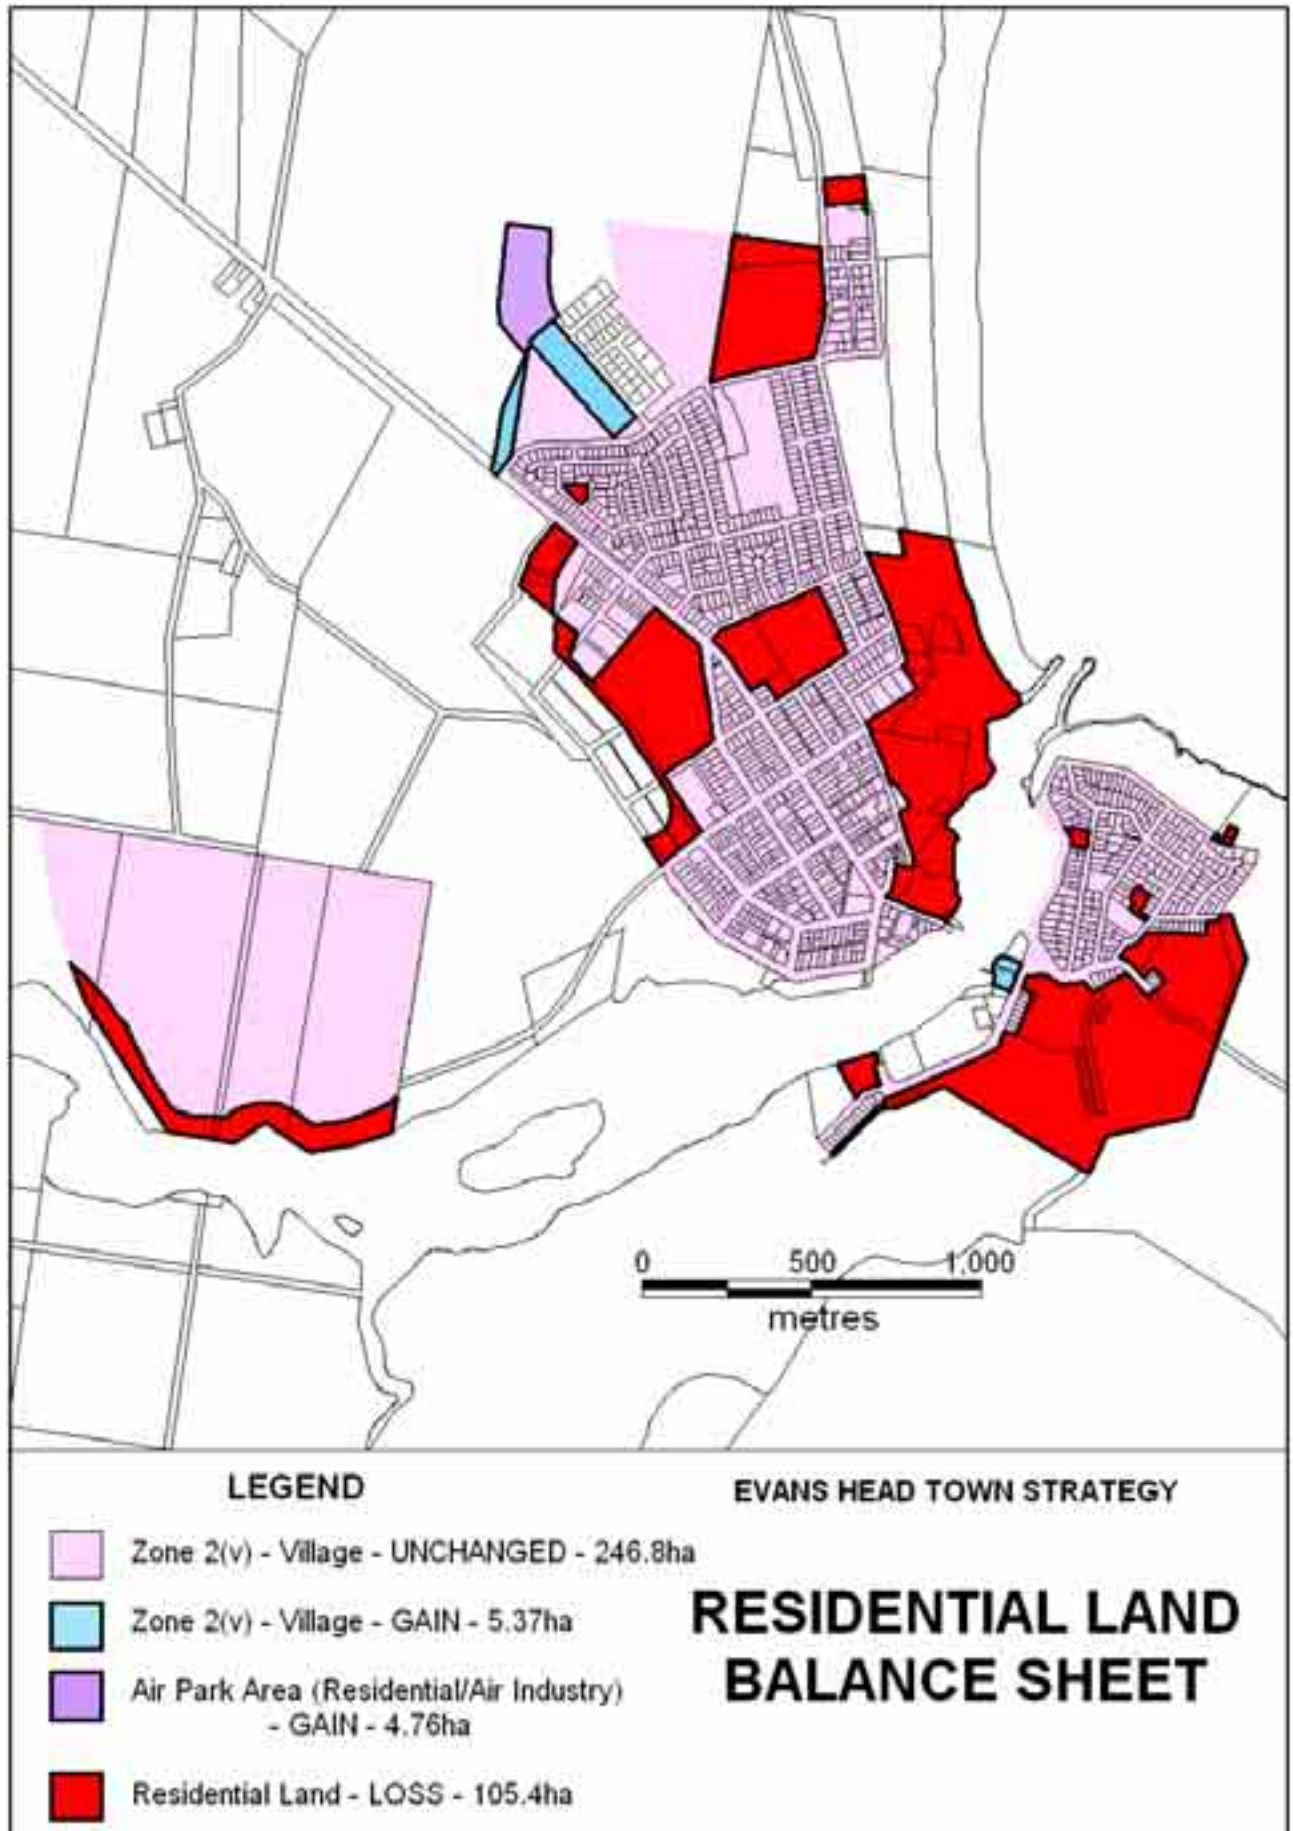 0 500 1,000
metres
LEGEND
Zone 2(v) - Village - UNCHANGED - 246.8ha
Zone 2(v) - Village - GAIN - 5.37ha
Air Park Area (Residential/Air Industry)
- GAIN - 4.76ha
Residential Land - LOSS - 105.4ha
EVANS HEAD TOWN STRATEGY
RESIDENTIAL LAND
BALANCE SHEET